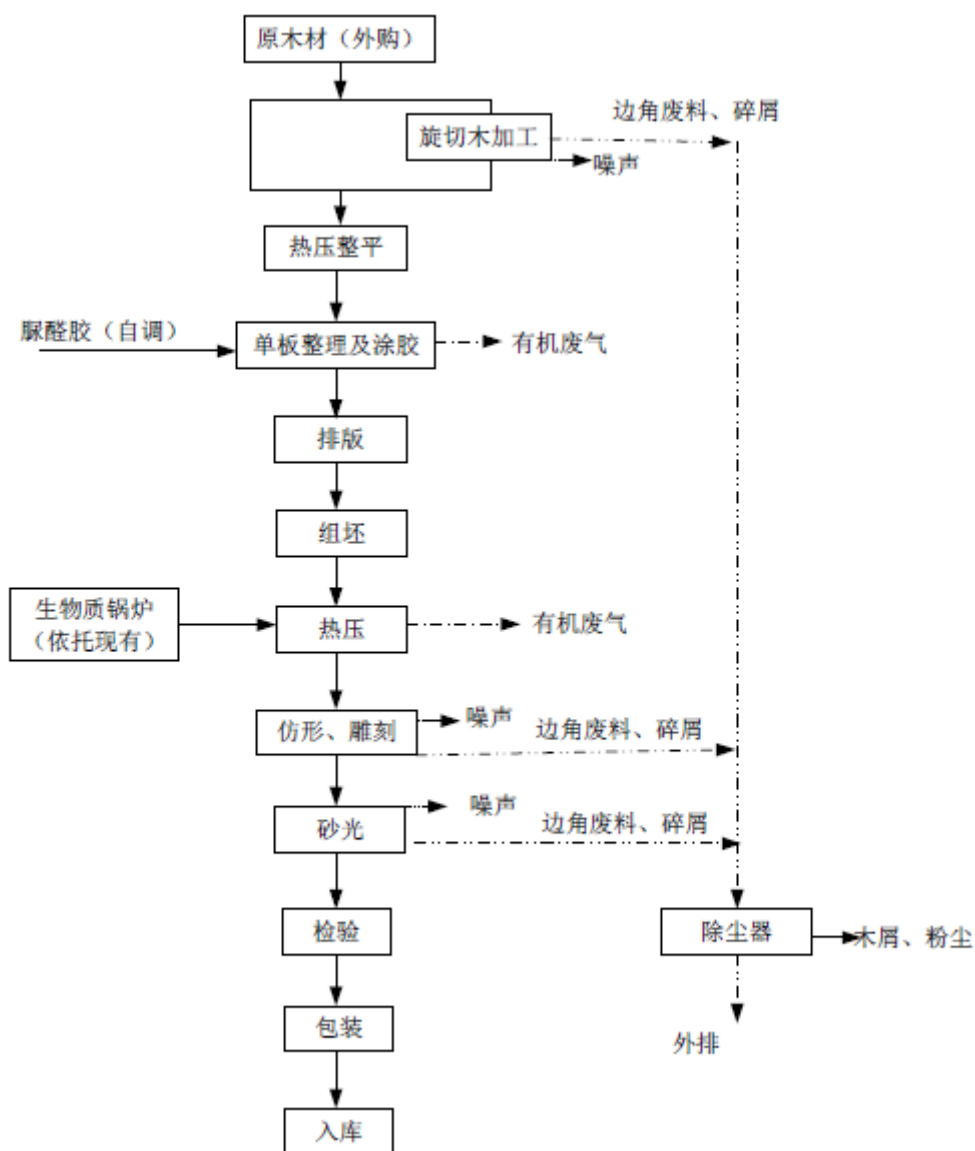 原木材（外购）
边角废料、碎屑
旋切木加工
噪声
热压整平
脲醛胶（自调）
单板整理及涂胶
有机废气
排版
组坯
生物质锅炉
（依托现有）
热压
有机废气
仿形、雕刻
噪声
边角废料、碎屑
砂光
噪声
边角废料、碎屑
检验
除尘器
木屑、粉尘
包装
外排
入库